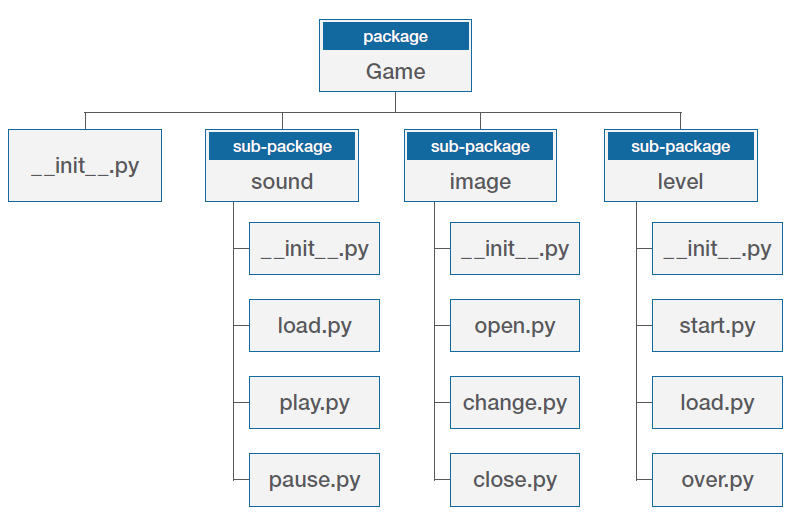 package
Game
__init__.py
sub-package
sound
__init__.py
load.py
play.py
pause.py
sub-package
image
__init__.py
open.py
change.py
close.py
sub-package
level
__init__.py
start.py
load.py
over.py